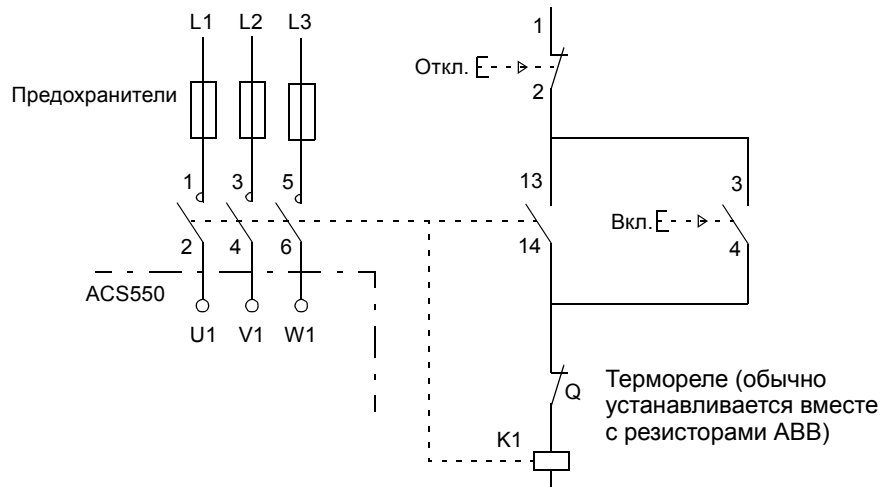 L1 L2 L3
1
Откл.
2
Предохранители
1 3 5
13
3
Вкл.
2 4 6
14
4
ACS550
U1 V1 W1
Q
Термореле (обычно
устанавливается вместе
с резисторами ABB)
K1